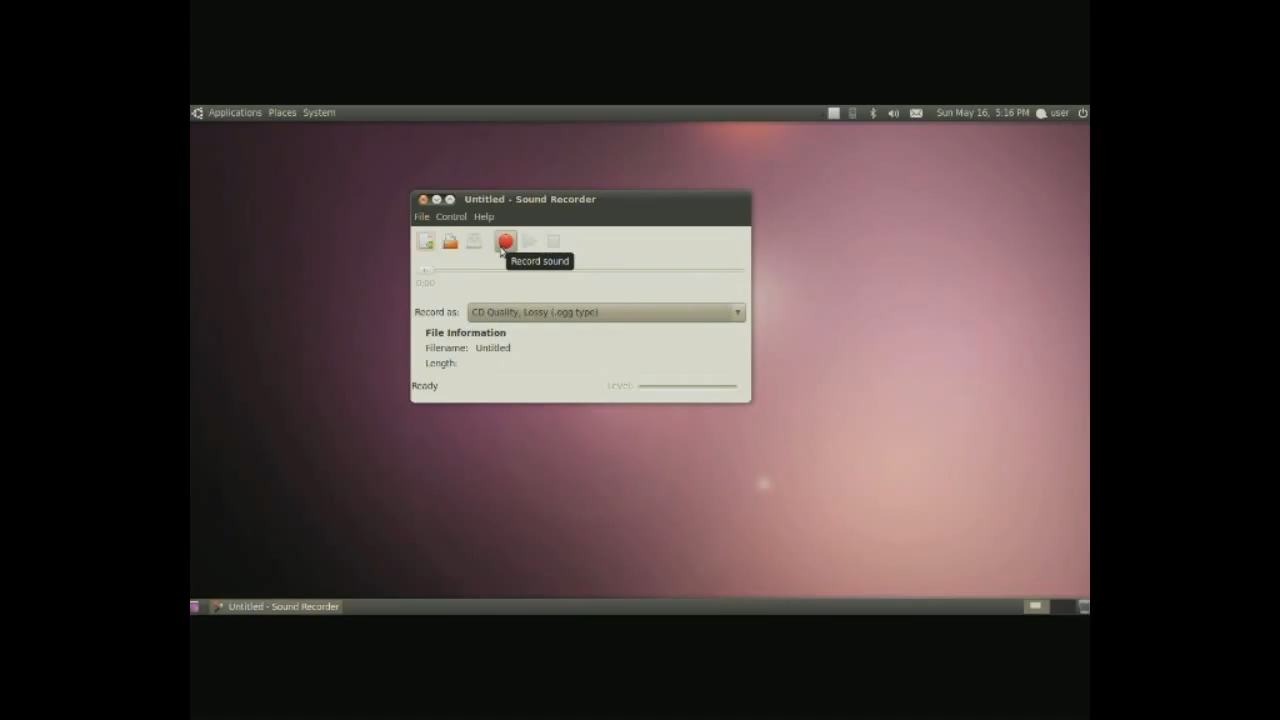 Applications Places System
Sun May 16, 5:16 PM user
Untitled - Sound Recorder
File Control Help
Record sound
0:00
Record as: CD Quality, Lossy (.ogg type)
File Information
Filename: Untitled
Length:
Ready Level:
Untitled - Sound Recorder